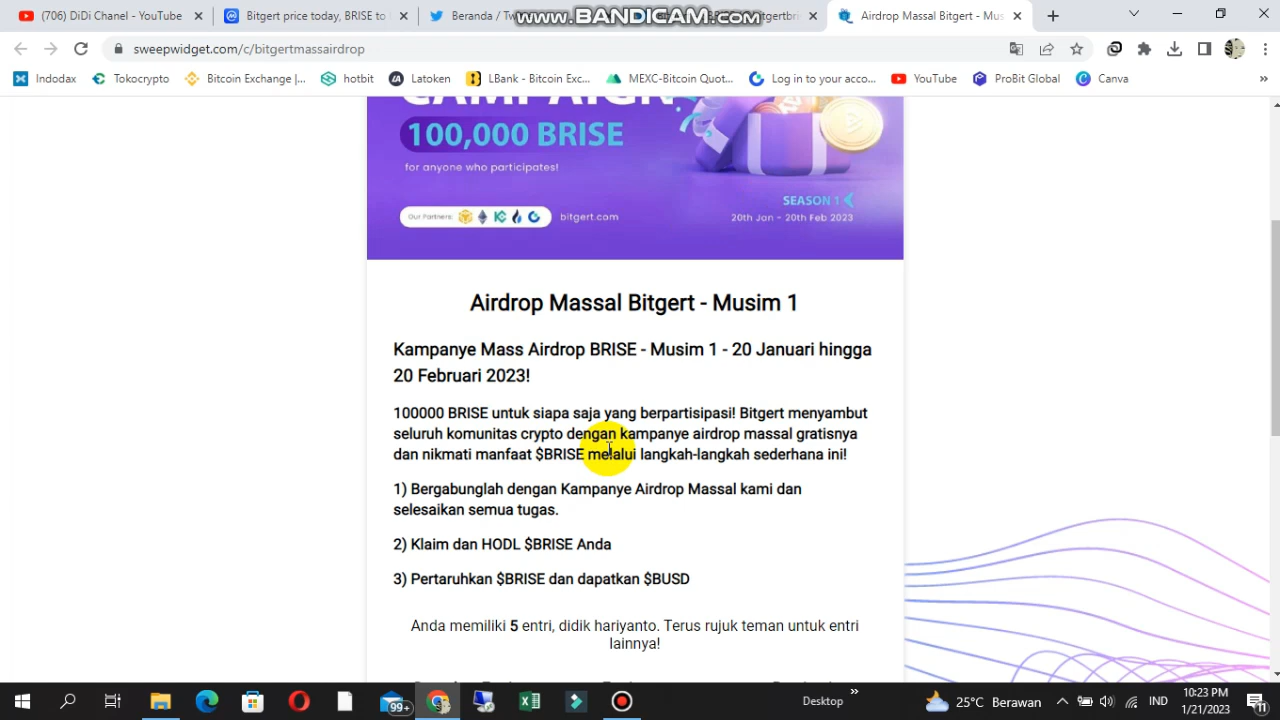 (706) DiDi Chanel - YouTube
Bitgert price today, BRISE to
Beranda / Tw
www.BANDICAM.com
gertbri
Airdrop Massal Bitgert - Mus
sweepwidget.com/c/bitgertmassairdrop
Indodax
Tokocrypto
Bitcoin Exchange |...
hotbit
Latoken
LBank - Bitcoin Exc...
MEXC-Bitcoin Quot...
Log in to your acco...
YouTube
ProBit Global
Canva
CAMPAIGN
100,000 BRISE
for anyone who participates!
Our Partners:
bitgert.com
SEASON 1
20th Jan - 20th Feb 2023
Airdrop Massal Bitgert - Musim 1
Kampanye Mass Airdrop BRISE - Musim 1 - 20 Januari hingga
20 Februari 2023!
100000 BRISE untuk siapa saja yang berpartisipasi! Bitgert menyambut
seluruh komunitas crypto dengan kampanye airdrop massal gratisnya
dan nikmati manfaat $BRISE melalui langkah-langkah sederhana ini!
1) Bergabunglah dengan Kampanye Airdrop Massal kami dan
selesaikan semua tugas.
2) Klaim dan HODL $BRISE Anda
3) Pertaruhkan $BRISE dan dapatkan $BUSD
Anda memiliki 5 entri, didik hariyanto. Terus rujuk teman untuk entri
lainnya!
99+
Desktop
25°C Berawan
IND
10:23 PM
1/21/2023
11